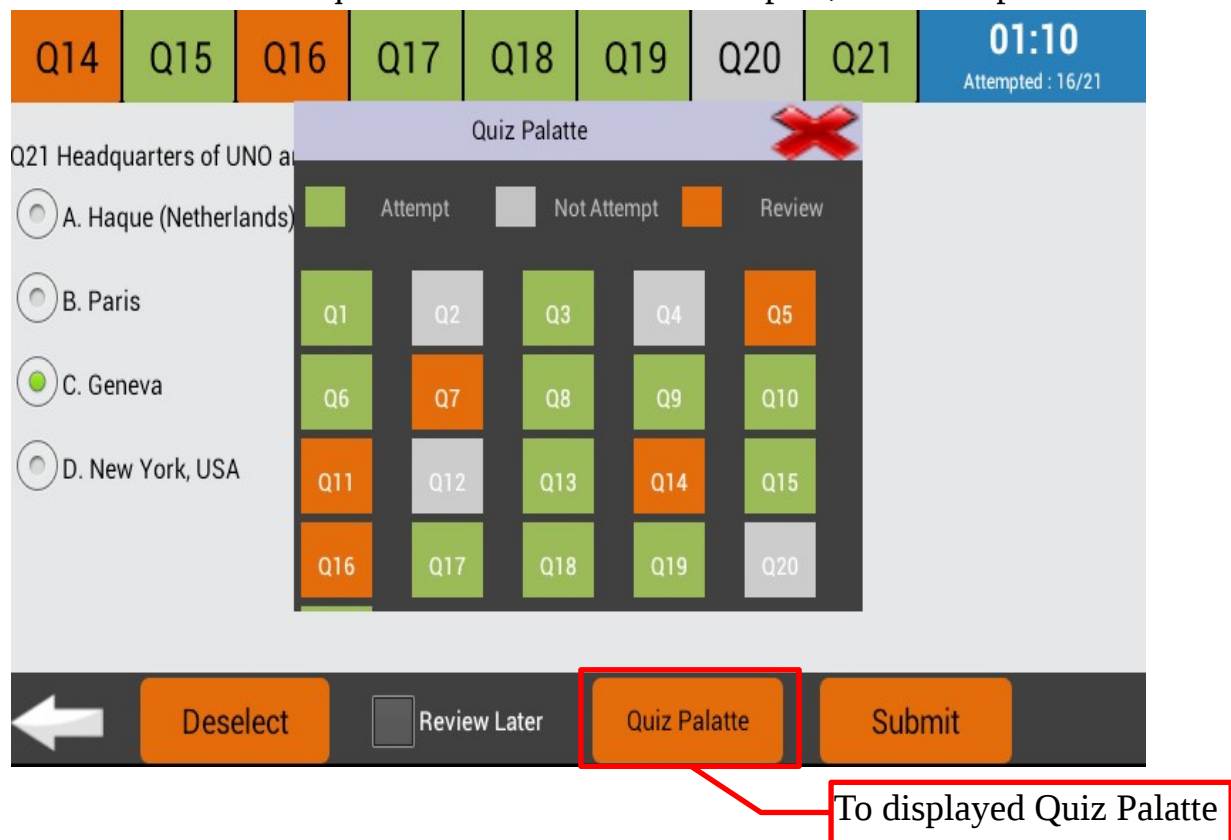 Q14 Q15 Q16 Q17 Q18 Q19 Q20 Q21 01:10
Attempted : 16/21
Quiz Palatte
Q21 Headquarters of UNO
Attempt Not Attempt Review
A. Haque (Netherlands)
B. Paris
C. Geneva
D. New York, USA
Q1 Q2 Q3 Q4 Q5
Q6 Q7 Q8 Q9 Q10
Q11 Q12 Q13 Q14 Q15
Q16 Q17 Q18 Q19 Q20
Deselect Review Later Quiz Palatte Submit
To displayed Quiz Palatte